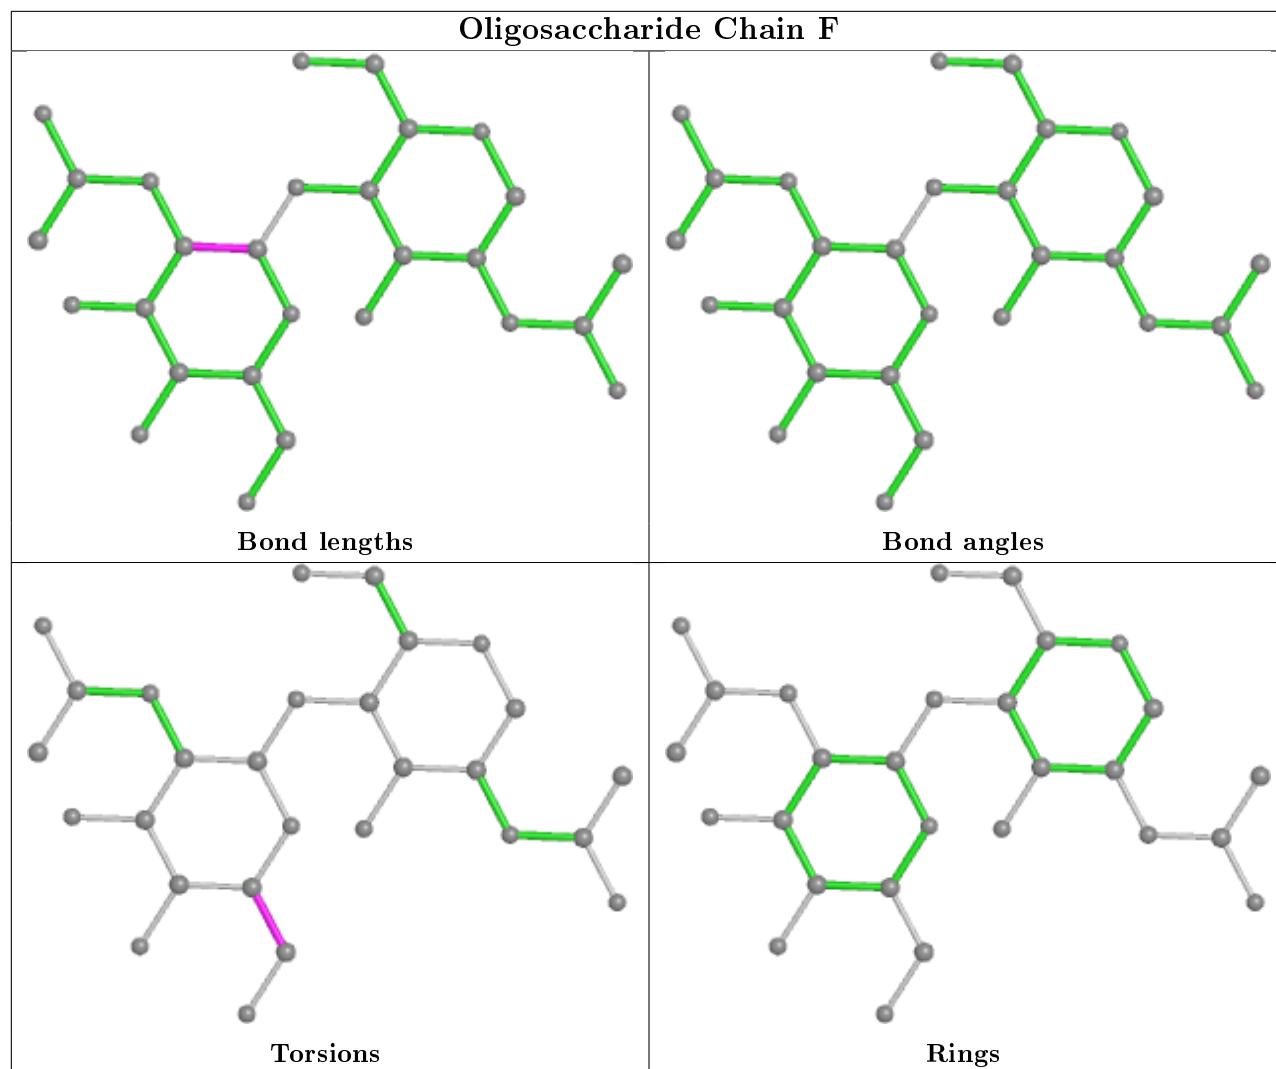 Oligosaccharide Chain F
Bond lengths
Bond angles
Torsions
Rings